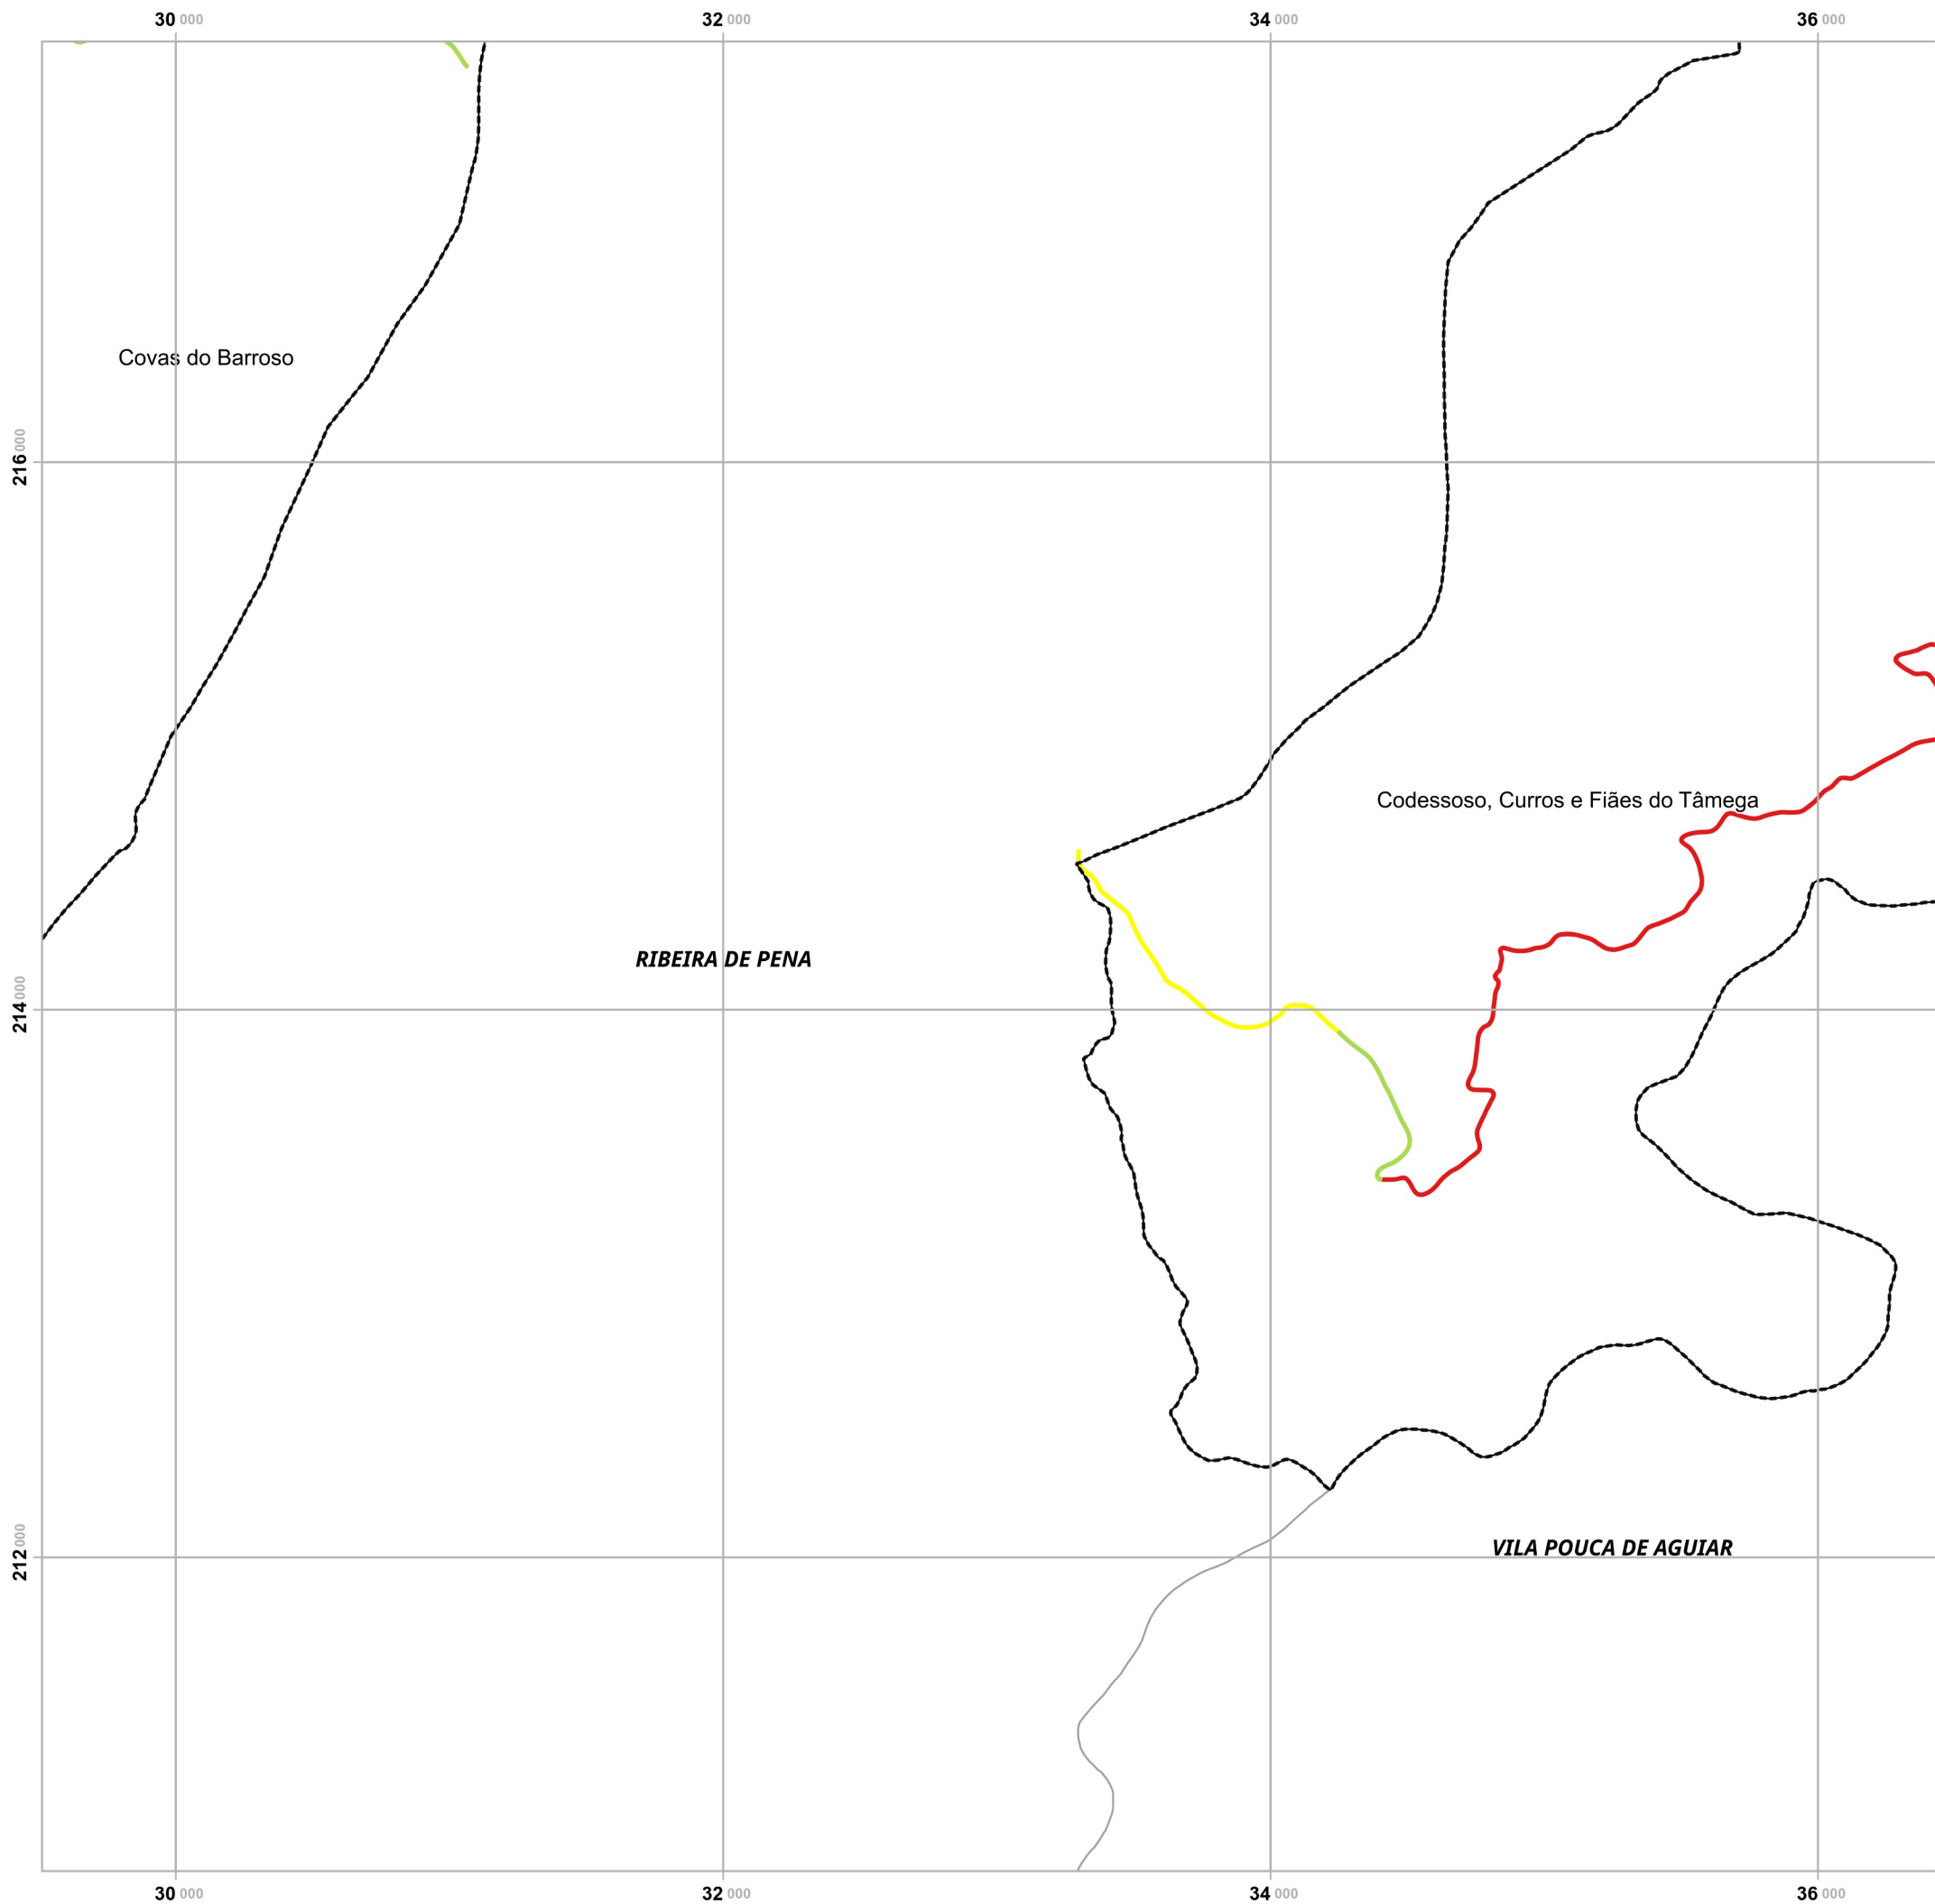 30 000 32 000 34 000 36 000
Covas do Barroso
216 000
Codessoso, Curros e Fiães do Tâmega
RIBEIRA DE PENA
214 000
VILA POUCA DE AGUIAR
212 000
30 000 32 000 34 000 36 000